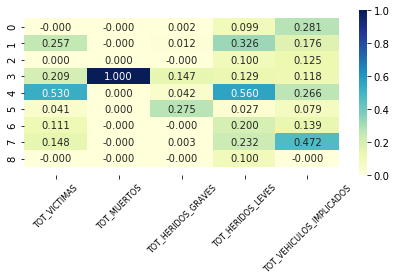 0 -0.000 -0.000 0.002 0.099 0.281
1 0.257 -0.000 0.012 0.326 0.176
2 0.000 0.000 -0.000 0.100 0.125
3 0.209 1.000 0.147 0.129 0.118
4 0.530 0.000 0.042 0.560 0.266
5 0.041 0.000 0.275 0.027 0.079
6 0.111 -0.000 -0.000 0.200 0.139
7 0.148 -0.000 0.003 0.232 0.472
8 -0.000 -0.000 -0.000 0.100 -0.000
TOT_VICTIMAS
TOT_MUERTOS
TOT_HERIDOS_GRAVES
TOT_HERIDOS_LEVES
TOT_VEHICULOS_IMPLICADOS
1.0
0.8
0.6
0.4
0.2
0.0